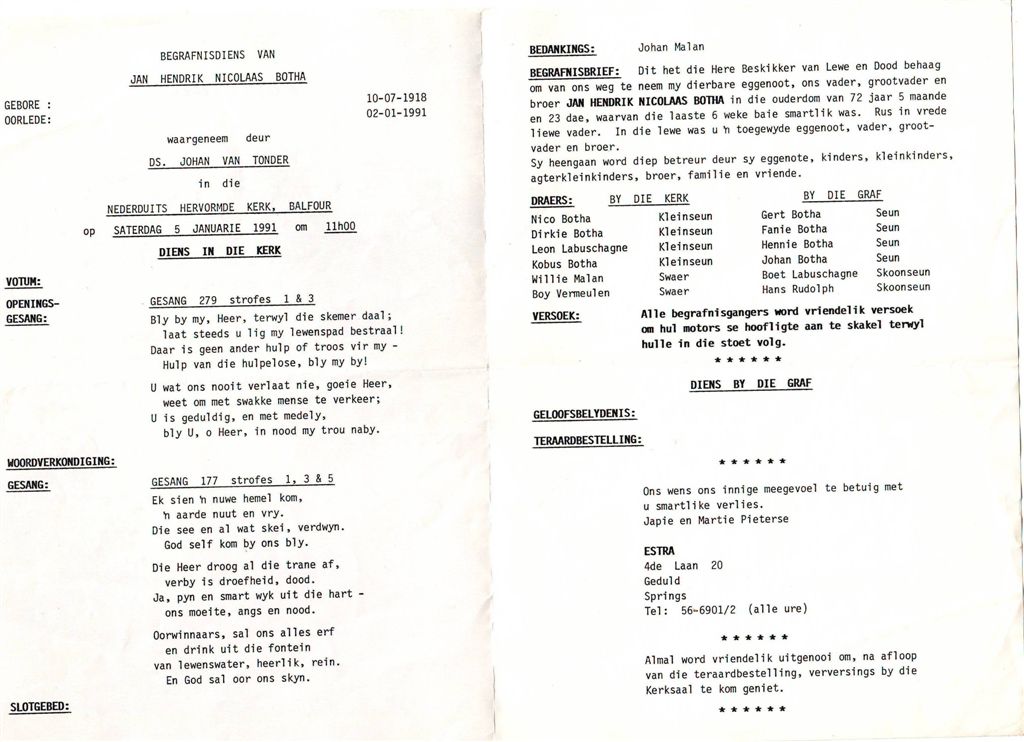 BEGRAFNISDIENS VAN
JAN HENDRIK NICOLAAS BOTHA
GEBORE : 10-07-1918
OORLEDE: 02-01-1991
waargeneem deur
DS. JOHAN VAN TONDER
in die
NEDERDUITS HERVORMDE KERK, BALFOUR
op SATERDAG 5 JANUARIE 1991 om 11h00
DIENS IN DIE KERK
VOTUM:
OPENINGS- GESANG 279 strofes 1 & 3
GESANG: Bly by my, Heer, terwyl die skemer daal;
laat steeds u lig my lewenspad bestraal!
Daar is geen ander hulp of troos vir my -
Hulp van die hulpelose, bly my by!
U wat ons nooit verlaat nie, goeie Heer,
weet om met swakke mense te verkeer;
U is geduldig, en met medely,
bly U, o Heer, in nood my trou naby.
WOORDVERKONDIGING:
GESANG: GESANG 177 strofes 1, 3 & 5
Ek sien 'n nuwe hemel kom,
'n aarde nuut en vry.
Die see en al wat skei, verdwyn.
God self kom by ons bly.
Die Heer droog al die trane af,
verby is droefheid, dood.
Ja, pyn en smart wyk uit die hart -
ons moeite, angs en nood.
Oorwinnaars, sal ons alles erf
en drink uit die fontein
van lewenswater, heerlik, rein.
En God sal oor ons skyn.
SLOTGEBED:
BEDANKINGS: Johan Malan
BEGRAFNISBRIEF: Dit het die Here Beskikker van Lewe en Dood behaag
om van ons weg te neem my dierbare eggenoot, ons vader, grootvader en
broer JAN HENDRIK NICOLAAS BOTHA in die ouderdom van 72 jaar 5 maande
en 23 dae, waarvan die laaste 6 weke baie smartlik was. Rus in vrede
liewe vader. In die lewe was u 'n toegewyde eggenoot, vader, groot-
vader en broer.
Sy heengaan word diep betreur deur sy eggenote, kinders, kleinkinders,
agterkleinkinders, broer, familie en vriende.
DRAERS: BY DIE KERK BY DIE GRAF
Nico Botha Kleinseun Gert Botha Seun
Dirkie Botha Kleinseun Fanie Botha Seun
Leon Labuschagne Kleinseun Hennie Botha Seun
Kobus Botha Kleinseun Johan Botha Seun
Willie Malan Swaer Boet Labuschagne Skoonseun
Boy Vermeulen Swaer Hans Rudolph Skoonseun
VERSOEK: Alle begrafnisgangers word vriendelik versoek
om hul motors se hoofligte aan te skakel terwyl
hulle in die stoet volg.
* * * * * *
DIENS BY DIE GRAF
GELOOFSBELYDENIS:
TERAARDBESTELLING:
* * * * * *
Ons wens ons innige meegevoel te betuig met
u smartlike verlies.
Japie en Martie Pieterse
ESTRA
4de Laan 20
Geduld
Springs
Tel: 56-6901/2 (alle ure)
* * * * * *
Almal word vriendelik uitgenooi om, na afloop
van die teraardbestelling, verversings by die
Kerksaal te kom geniet.
* * * * * *